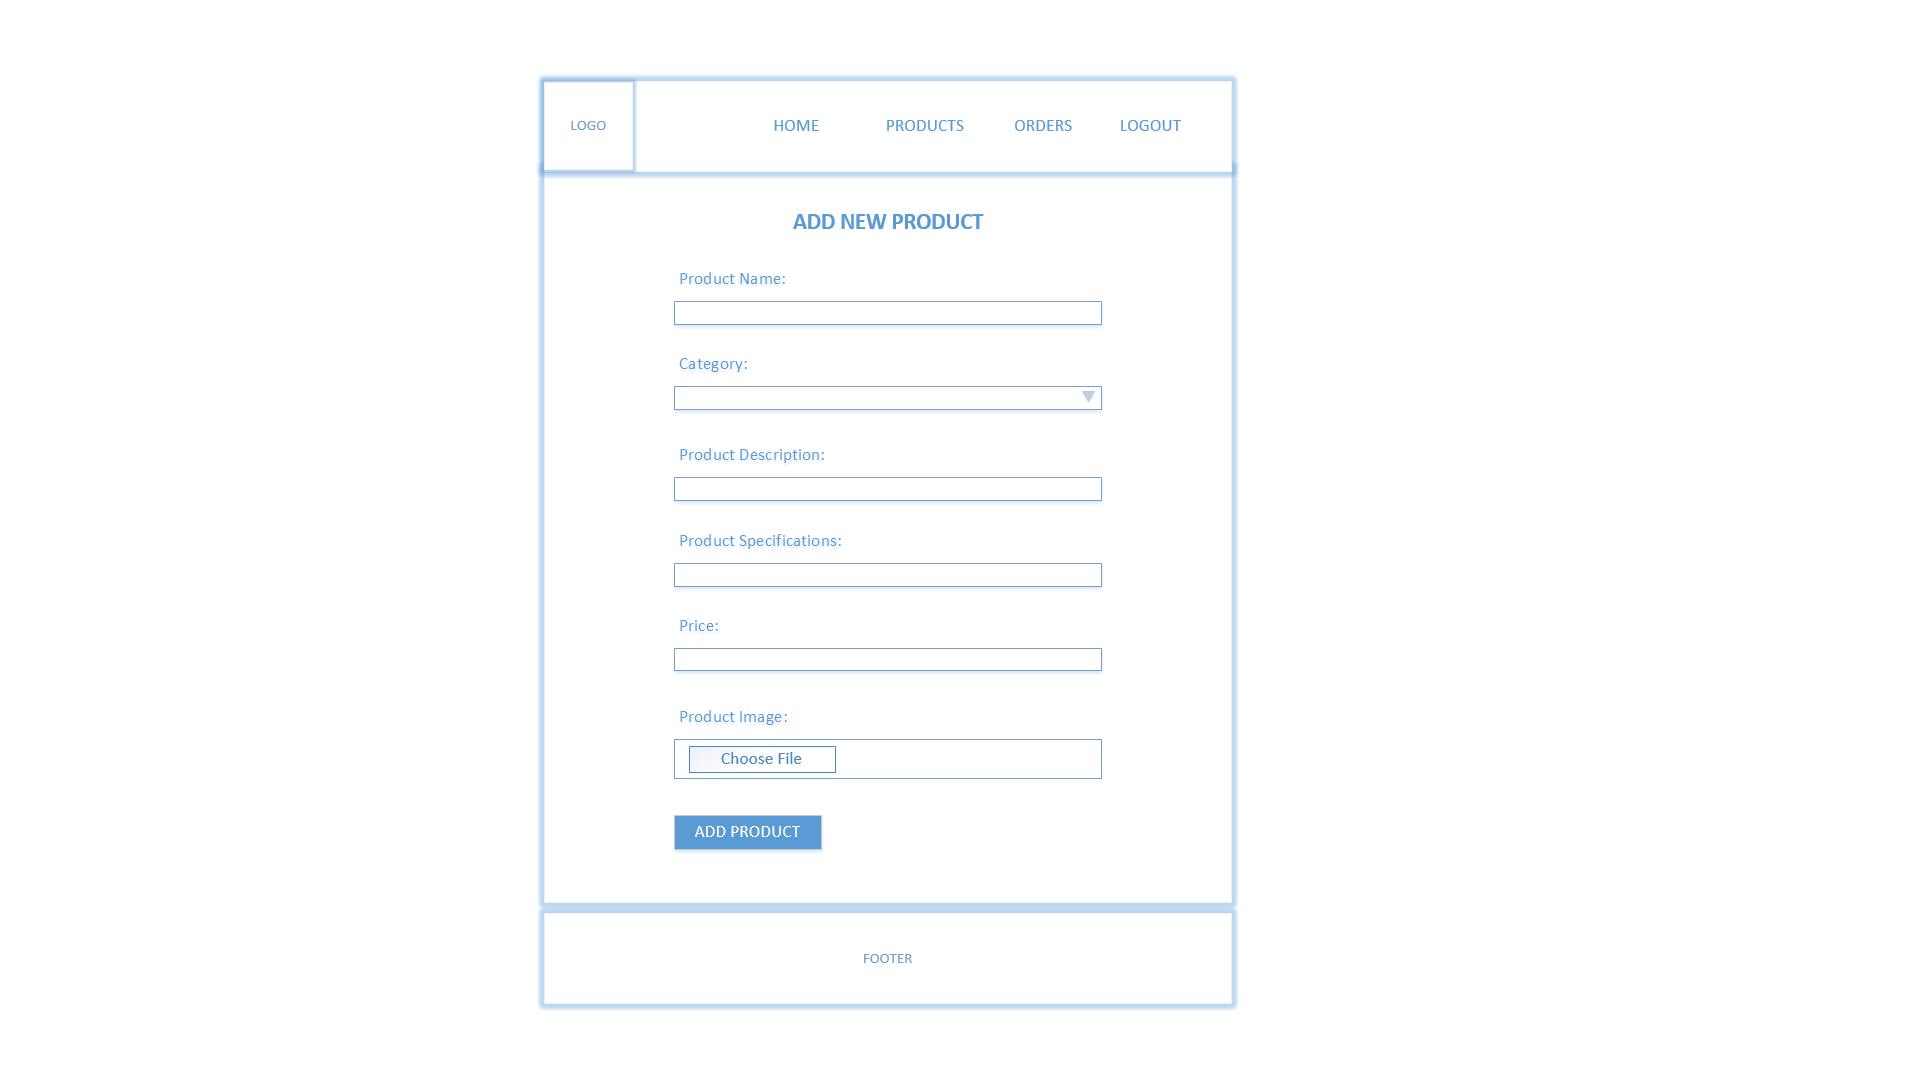 LOGO
HOME PRODUCTS ORDERS LOGOUT
ADD NEW PRODUCT
Product Name:
Category:
Product Description:
Product Specifications:
Price:
Product Image:
Choose File
ADD PRODUCT
FOOTER